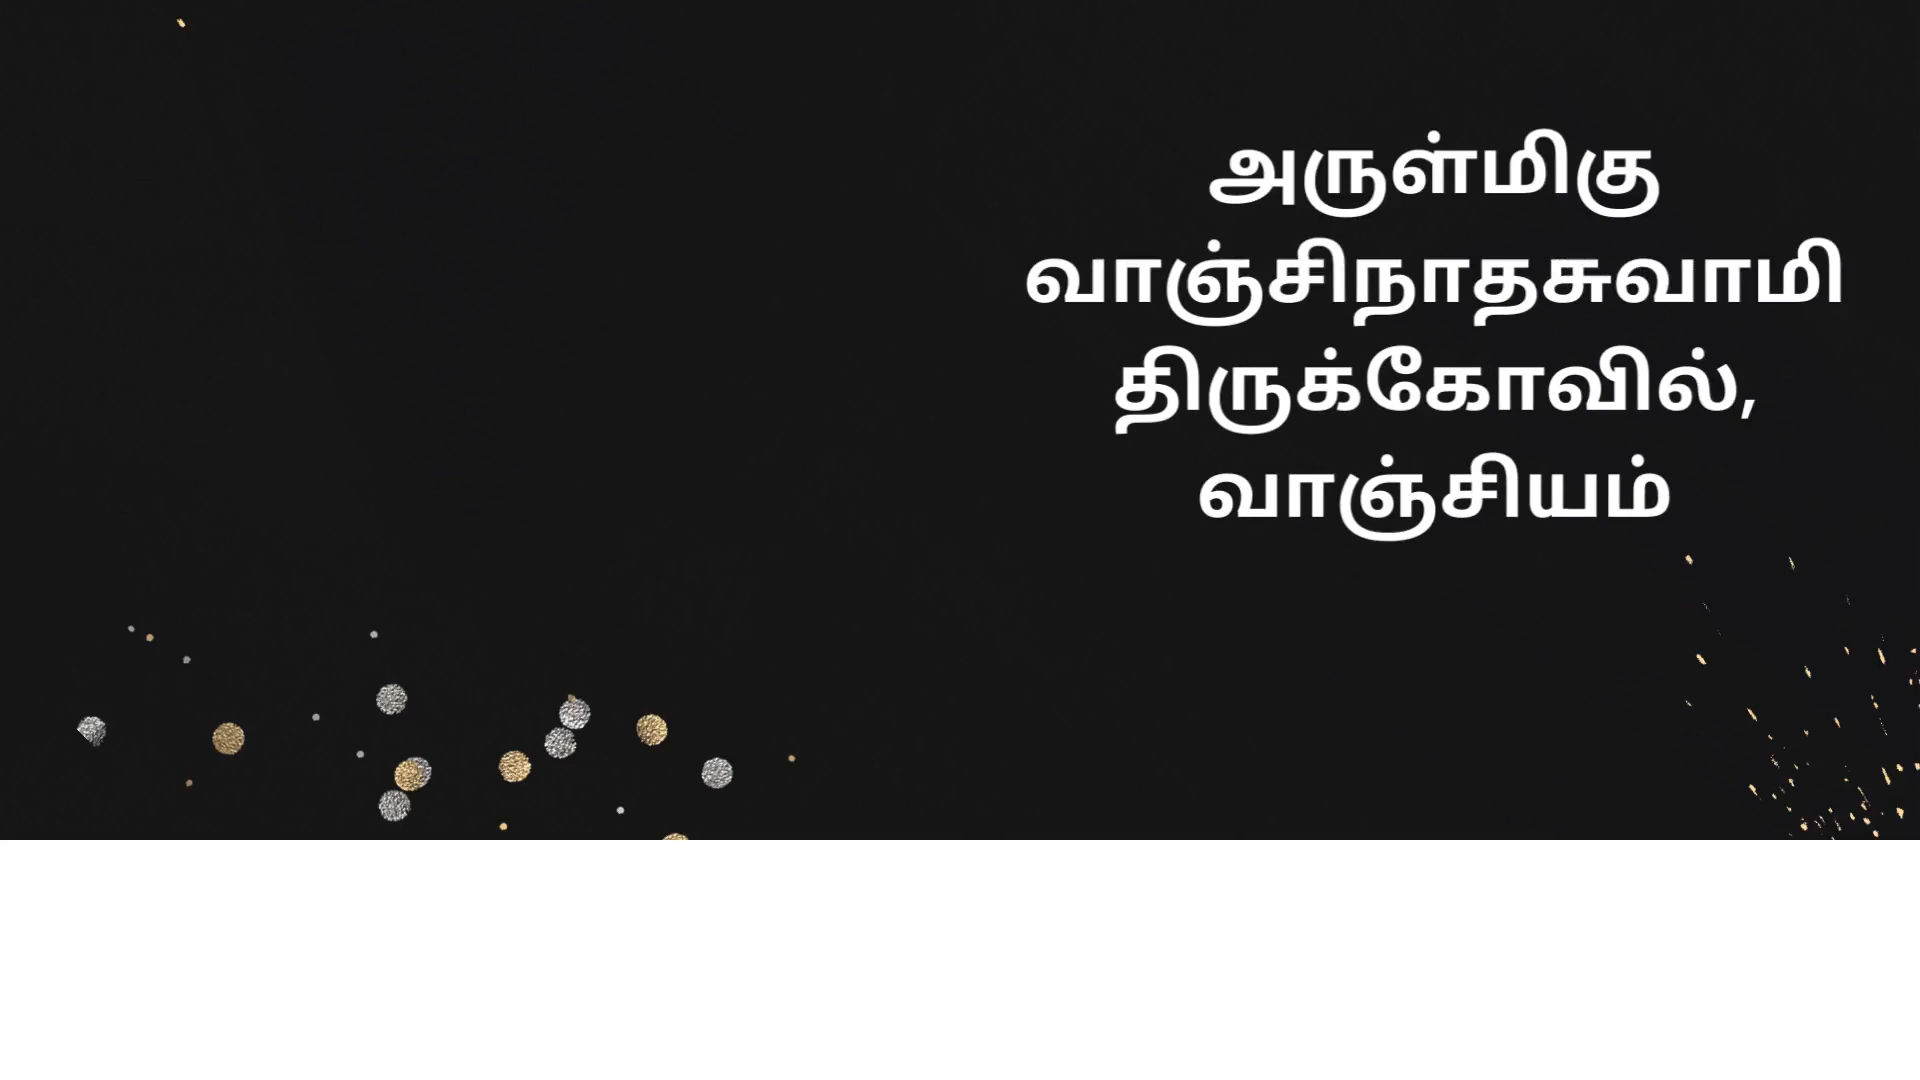 அருள்மிகு
வாஞ்சிநாதசுவாமி
திருக்கோவில்,
வாஞ்சியம்